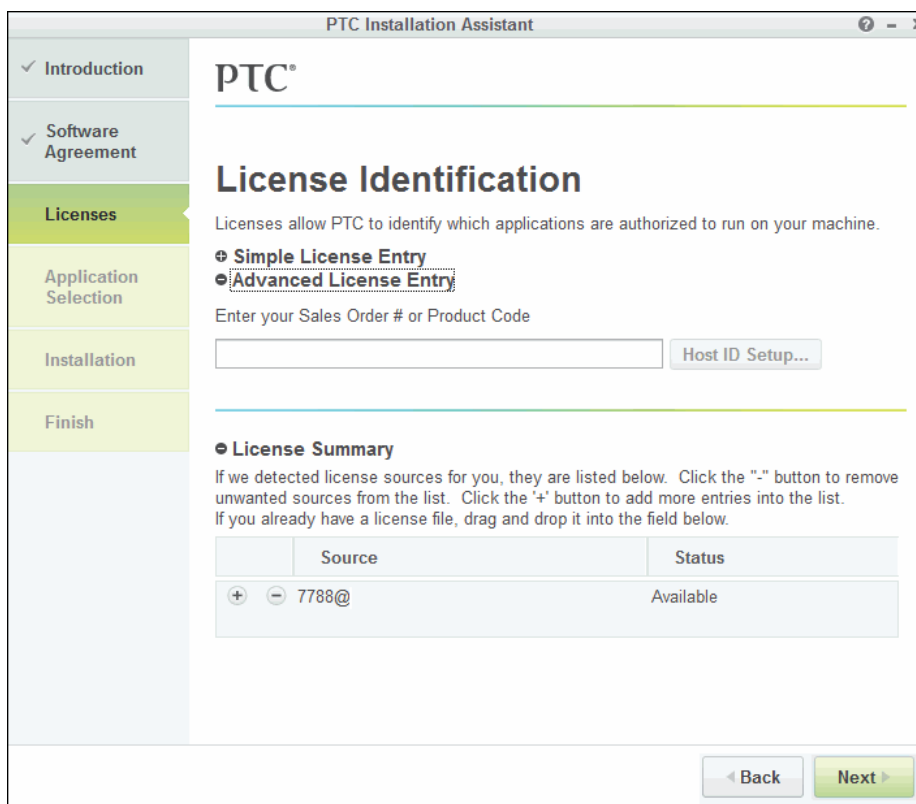 PTC Installation Assistant
Introduction
Software
Agreement
Licenses
Application
Selection
Installation
Finish
PTC®
License Identification
Licenses allow PTC to identify which applications are authorized to run on your machine.
Simple License Entry
Advanced License Entry
Enter your Sales Order # or Product Code
Host ID Setup...
License Summary
If we detected license sources for you, they are listed below. Click the "-" button to remove
unwanted sources from the list. Click the '+' button to add more entries into the list.
If you already have a license file, drag and drop it into the field below.
Source Status
7788@ Available
Back Next